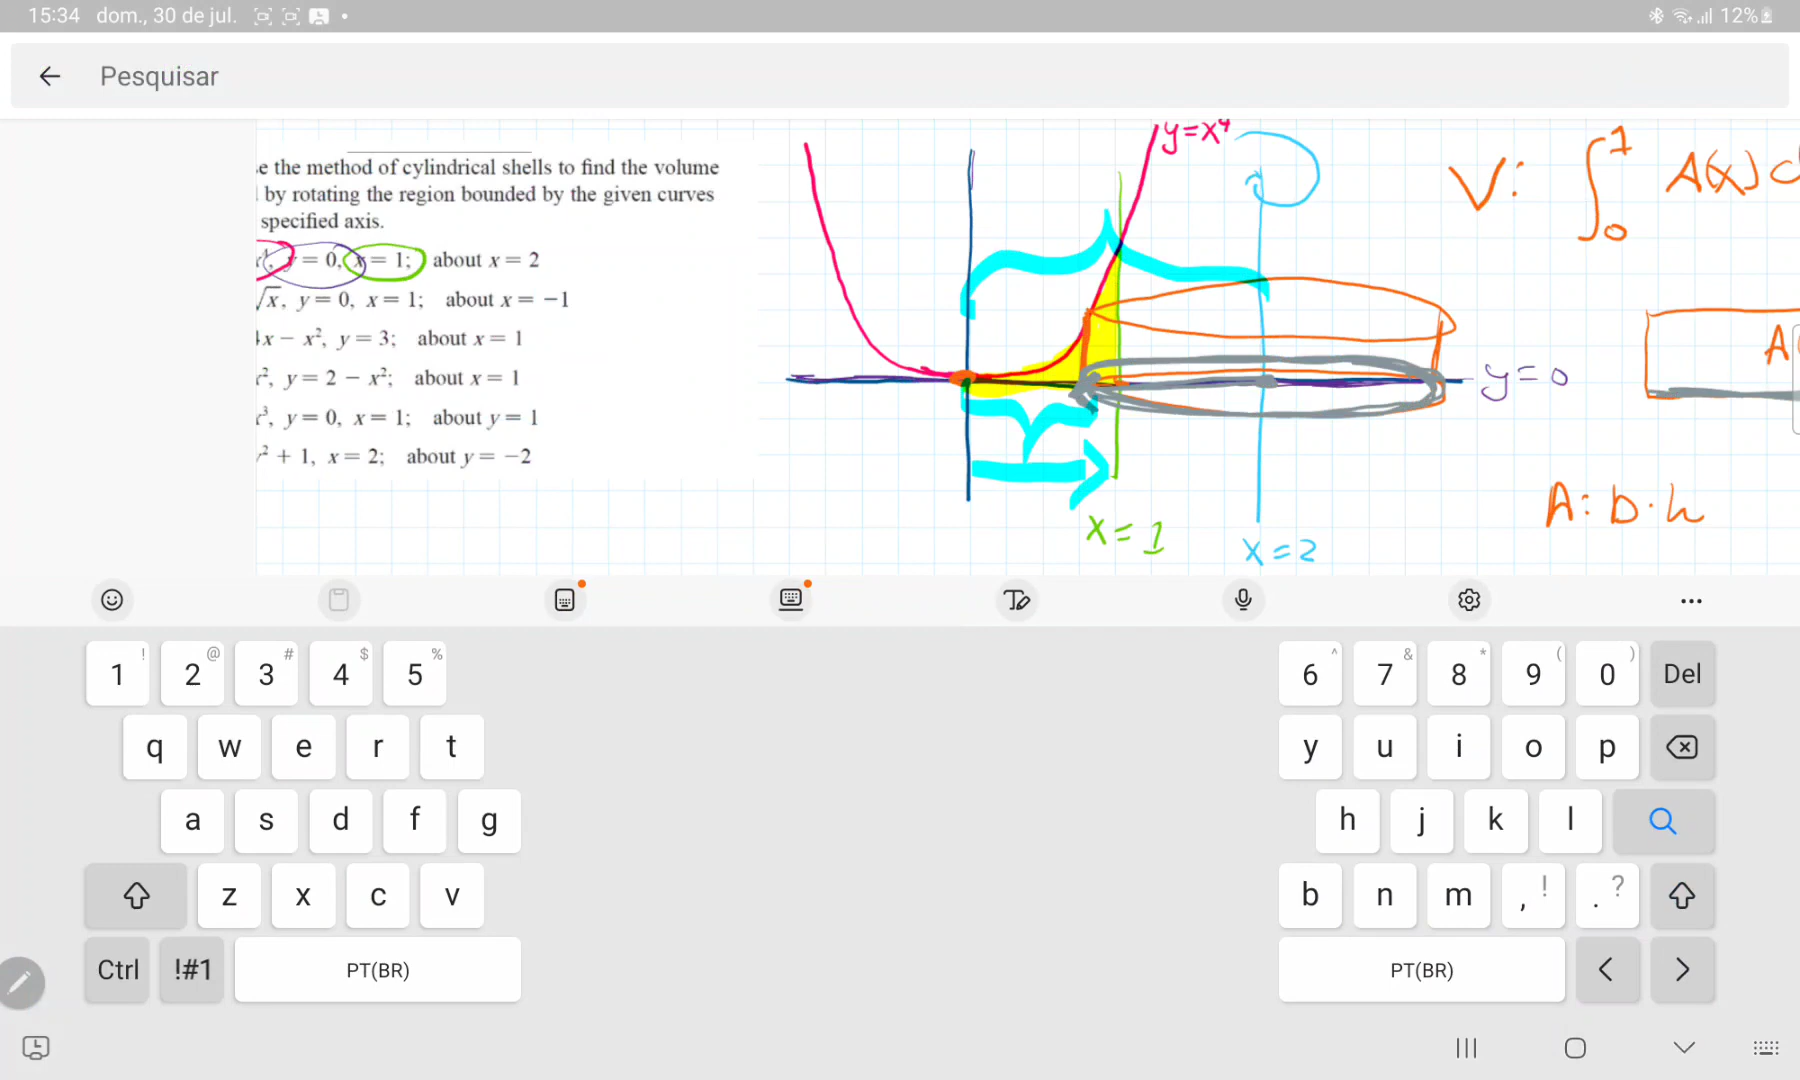 15:34 dom., 30 de jul. •
12%
Pesquisar
e the method of cylindrical shells to find the volume
by rotating the region bounded by the given curves
specified axis.
= 0, x = 1; about x = 2
√x, y = 0, x = 1; about x = −1
x − x², y = 3; about x = 1
², y = 2 − x²; about x = 1
³, y = 0, x = 1; about y = 1
² + 1, x = 2; about y = −2
y=x⁴
V: ∫₀¹ A(x)
y=0
A
A: b·h
x=1
x=2
1 ! 2 @ 3 # 4 $ 5 % 6 ^ 7 & 8 * 9 ( 0 ) Del
q w e r t y u i o p
a s d f g h j k l
z x c v b n m , ! . ?
Ctrl !#1 PT(BR) PT(BR) < >